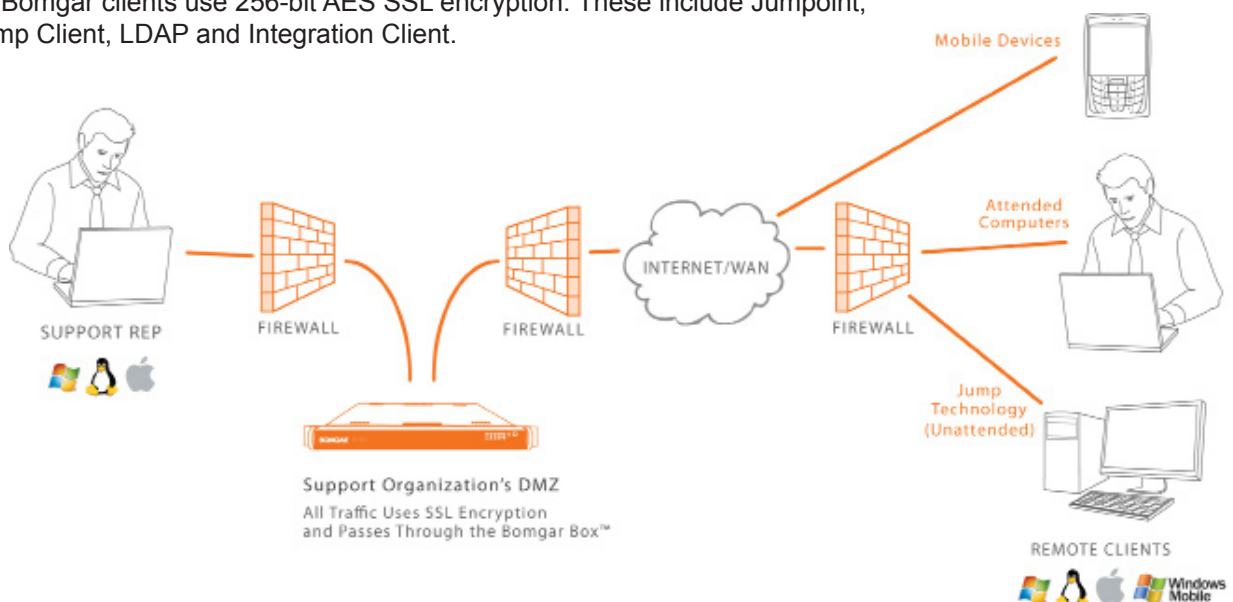 Bomgar clients use 256-bit AES SSL encryption. These include Jumpoint,
mp Client, LDAP and Integration Client.
Mobile Devices
Attended
Computers
INTERNET/WAN
SUPPORT REP
FIREWALL
FIREWALL
FIREWALL
Jump
Technology
(Unattended)
BOMGAR
Support Organization's DMZ
All Traffic Uses SSL Encryption
and Passes Through the Bomgar Box™
REMOTE CLIENTS
Windows
Mobile